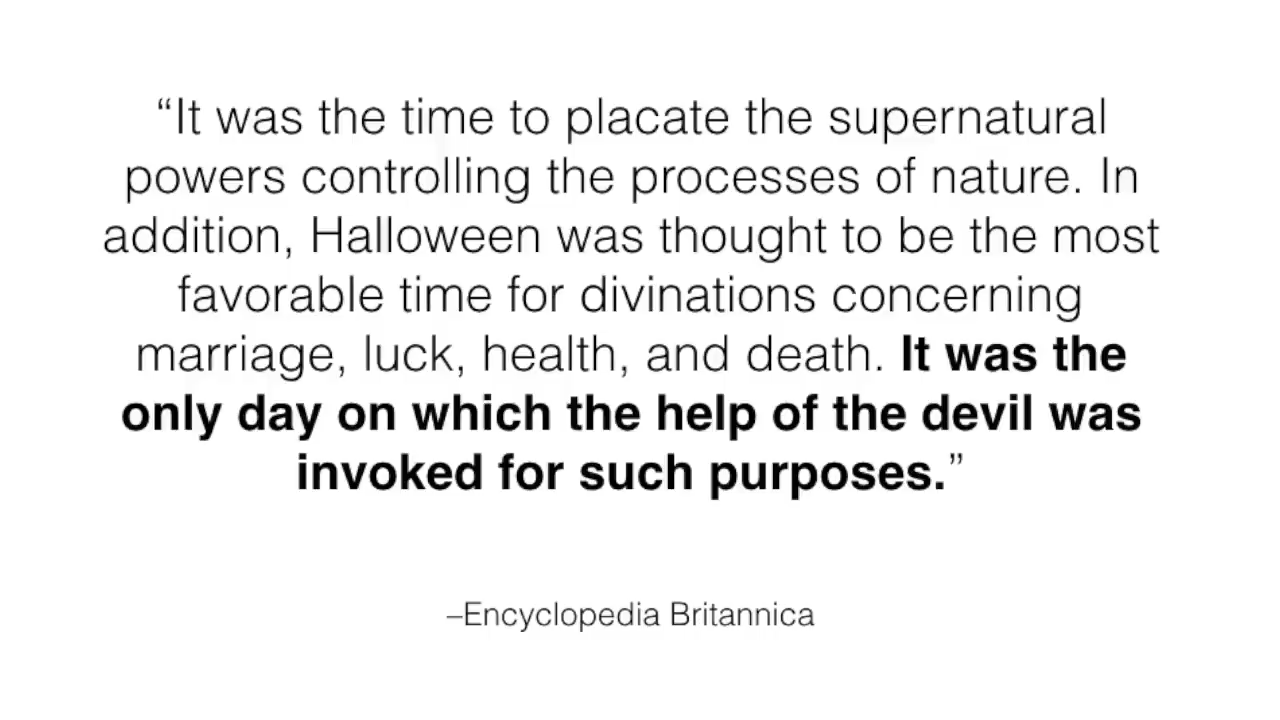 “It was the time to placate the supernatural
powers controlling the processes of nature. In
addition, Halloween was thought to be the most
favorable time for divinations concerning
marriage, luck, health, and death. It was the
only day on which the help of the devil was
invoked for such purposes.”
–Encyclopedia Britannica